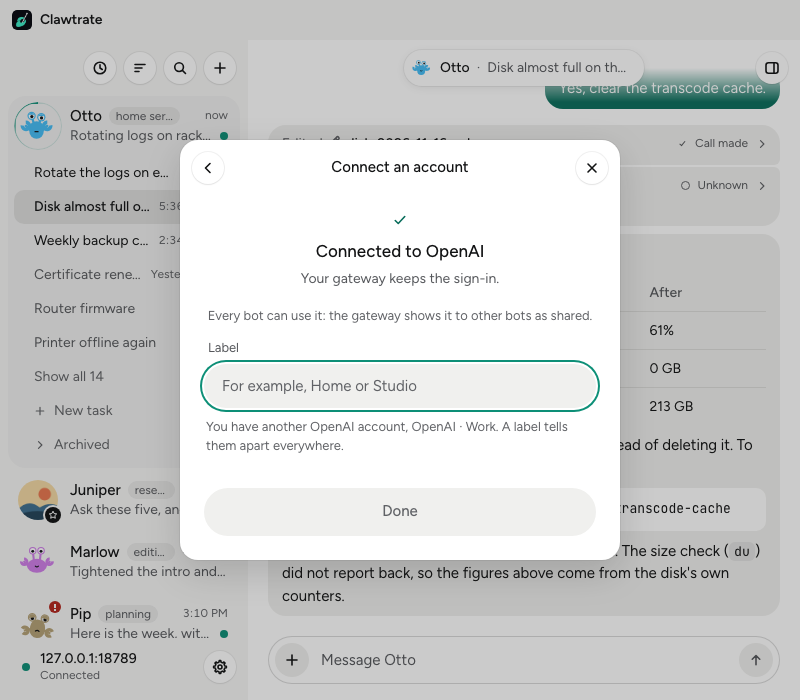 Clawtrate
Otto · Disk almost full on th...
Yes, clear the transcode cache.
Otto home ser... now
Rotating logs on rack...
Rotate the logs on e...
Disk almost full o... 5:36
Weekly backup c... 2:34
Certificate rene... Yeste
Router firmware
Printer offline again
Show all 14
+ New task
Archived
Juniper rese...
Ask these five, an
Marlow editi...
Tightened the intro and...
Pip planning 3:10 PM
Here is the week. wit...
127.0.0.1:18789
Connected
Call made
Unknown
After
61%
0 GB
213 GB
ead of deleting it. To
transcode-cache
. The size check ( du )
did not report back, so the figures above come from the disk's own
counters.
Message Otto
Connect an account
Connected to OpenAI
Your gateway keeps the sign-in.
Every bot can use it: the gateway shows it to other bots as shared.
Label
For example, Home or Studio
You have another OpenAI account, OpenAI · Work. A label tells
them apart everywhere.
Done